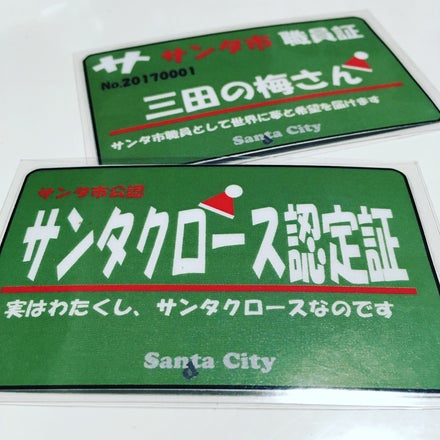 サ サンタ市 職員証
No.20170001
三田の梅さん
サンタ市職員として世界に夢と希望を届けます
Santa City
サンタ市公認
サンタクロース認定証
実はわたくし、サンタクロースなのです
Santa City